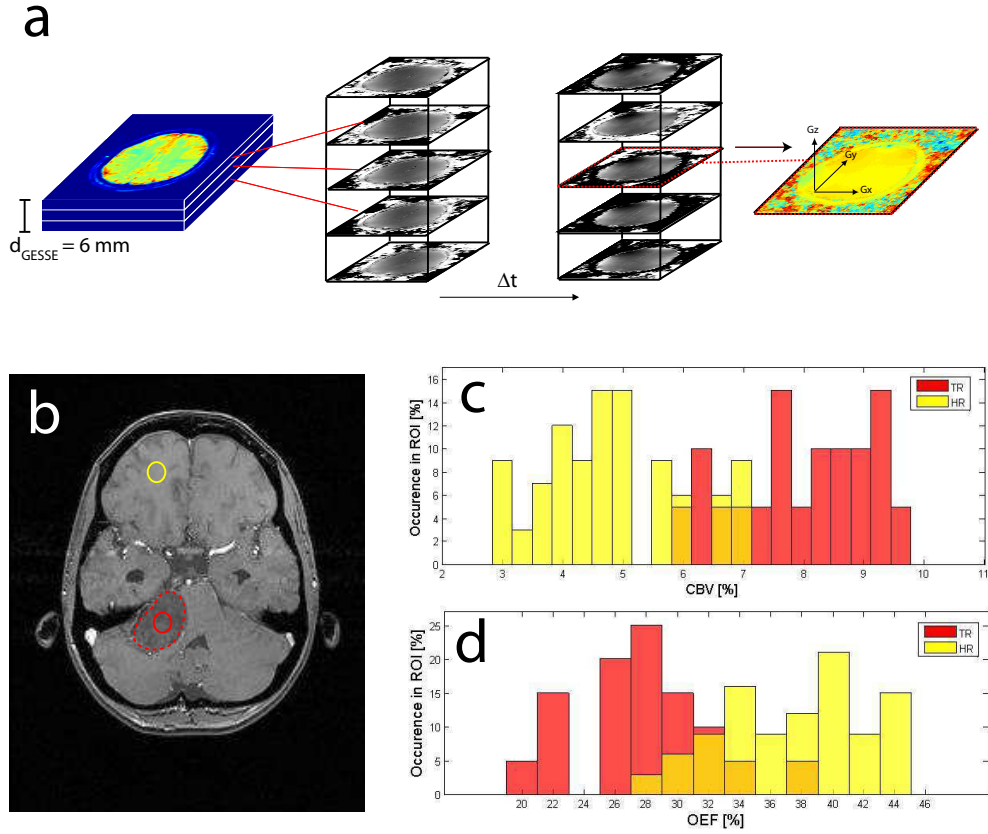 a
Gz
Gy
Gx
d_GESSE = 6 mm
Δt
b
c
Occurence in ROI [%]
16
14
12
10
8
6
4
2
0
TR
HR
2 3 4 5 6 7 8 9 10 11
CBV [%]
d
Occurence in ROI [%]
25
20
15
10
5
0
TR
HR
20 22 24 26 28 30 32 34 36 38 40 42 44 46
OEF [%]